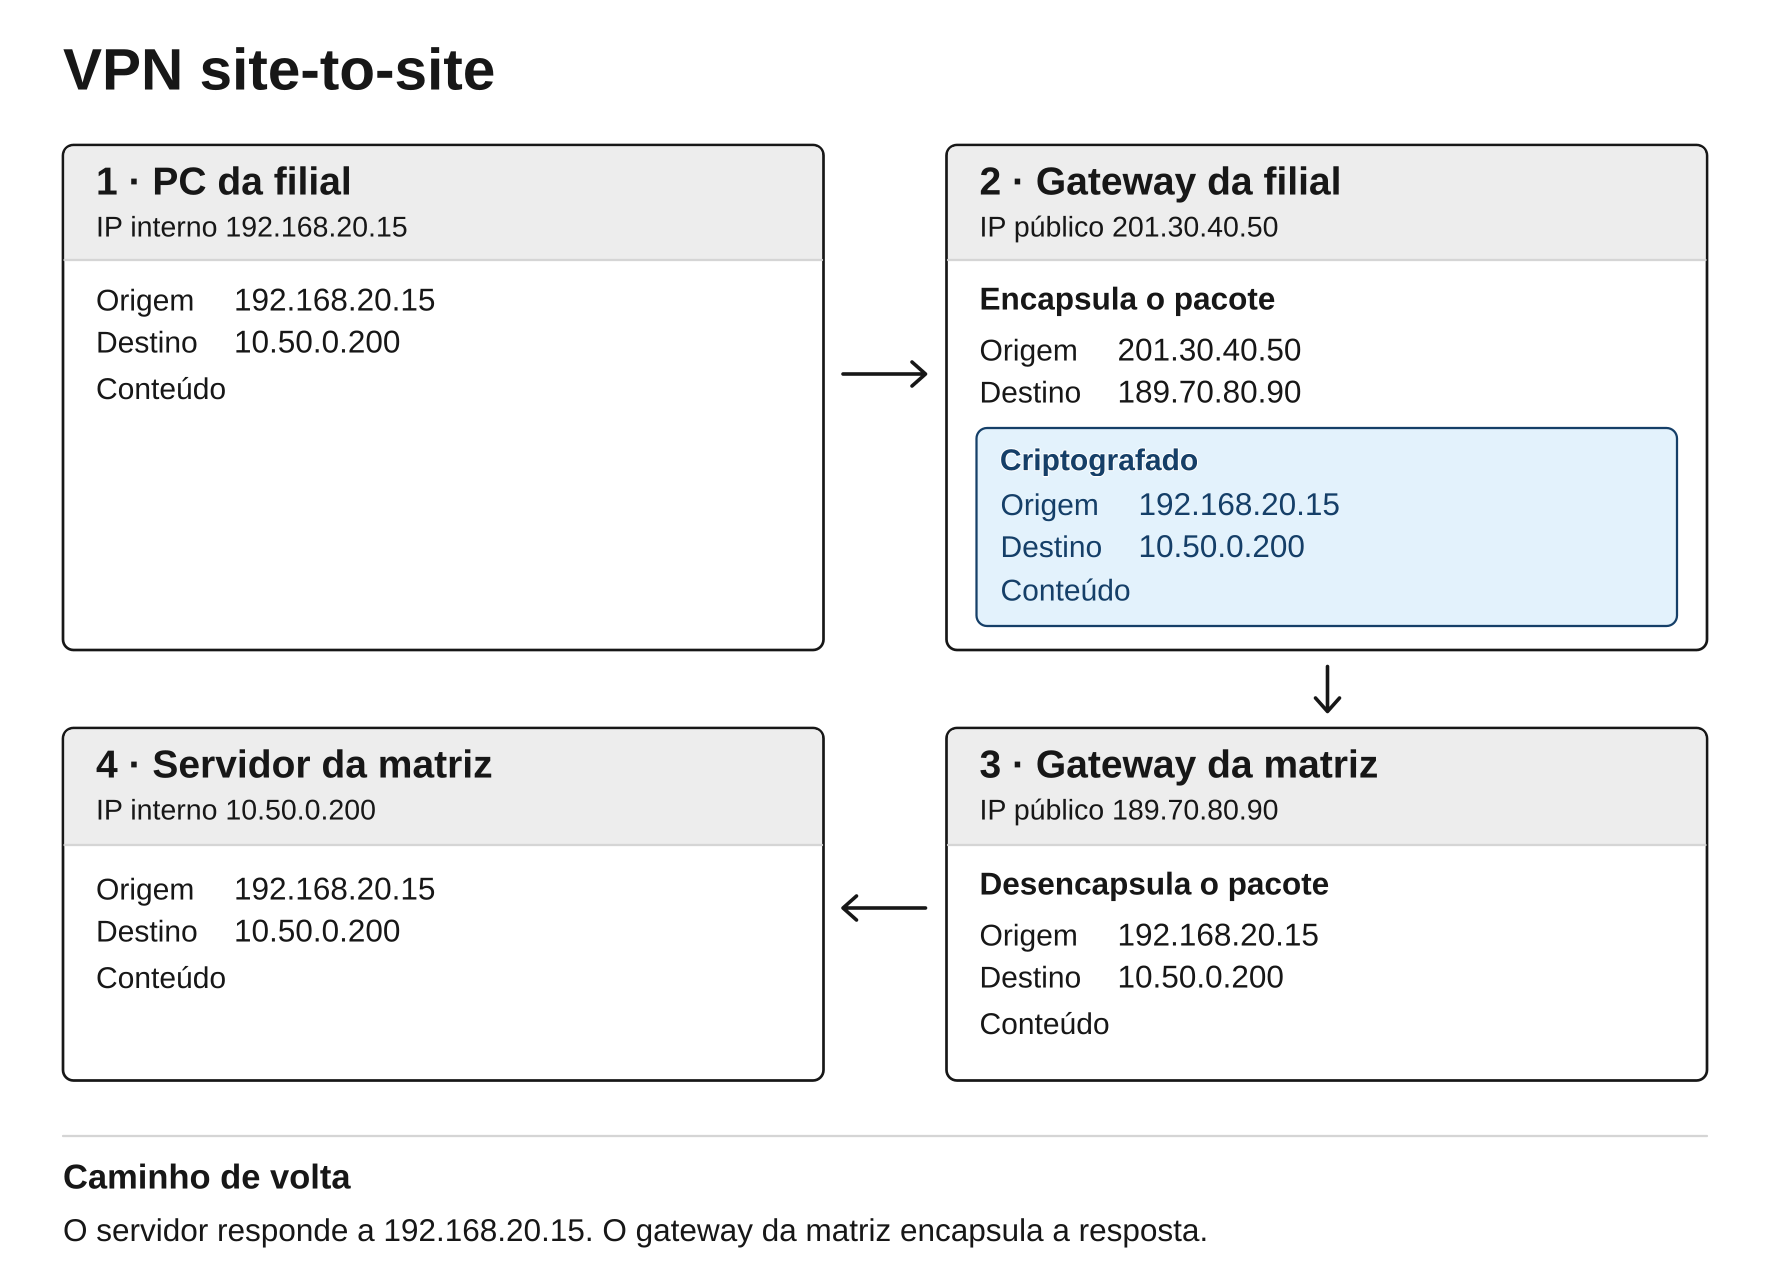 VPN site-to-site
1 · PC da filial
IP interno 192.168.20.15
Origem 192.168.20.15
Destino 10.50.0.200
Conteúdo
2 · Gateway da filial
IP público 201.30.40.50
Encapsula o pacote
Origem 201.30.40.50
Destino 189.70.80.90
Criptografado
Origem 192.168.20.15
Destino 10.50.0.200
Conteúdo
3 · Gateway da matriz
IP público 189.70.80.90
Desencapsula o pacote
Origem 192.168.20.15
Destino 10.50.0.200
Conteúdo
4 · Servidor da matriz
IP interno 10.50.0.200
Origem 192.168.20.15
Destino 10.50.0.200
Conteúdo
Caminho de volta
O servidor responde a 192.168.20.15. O gateway da matriz encapsula a resposta.